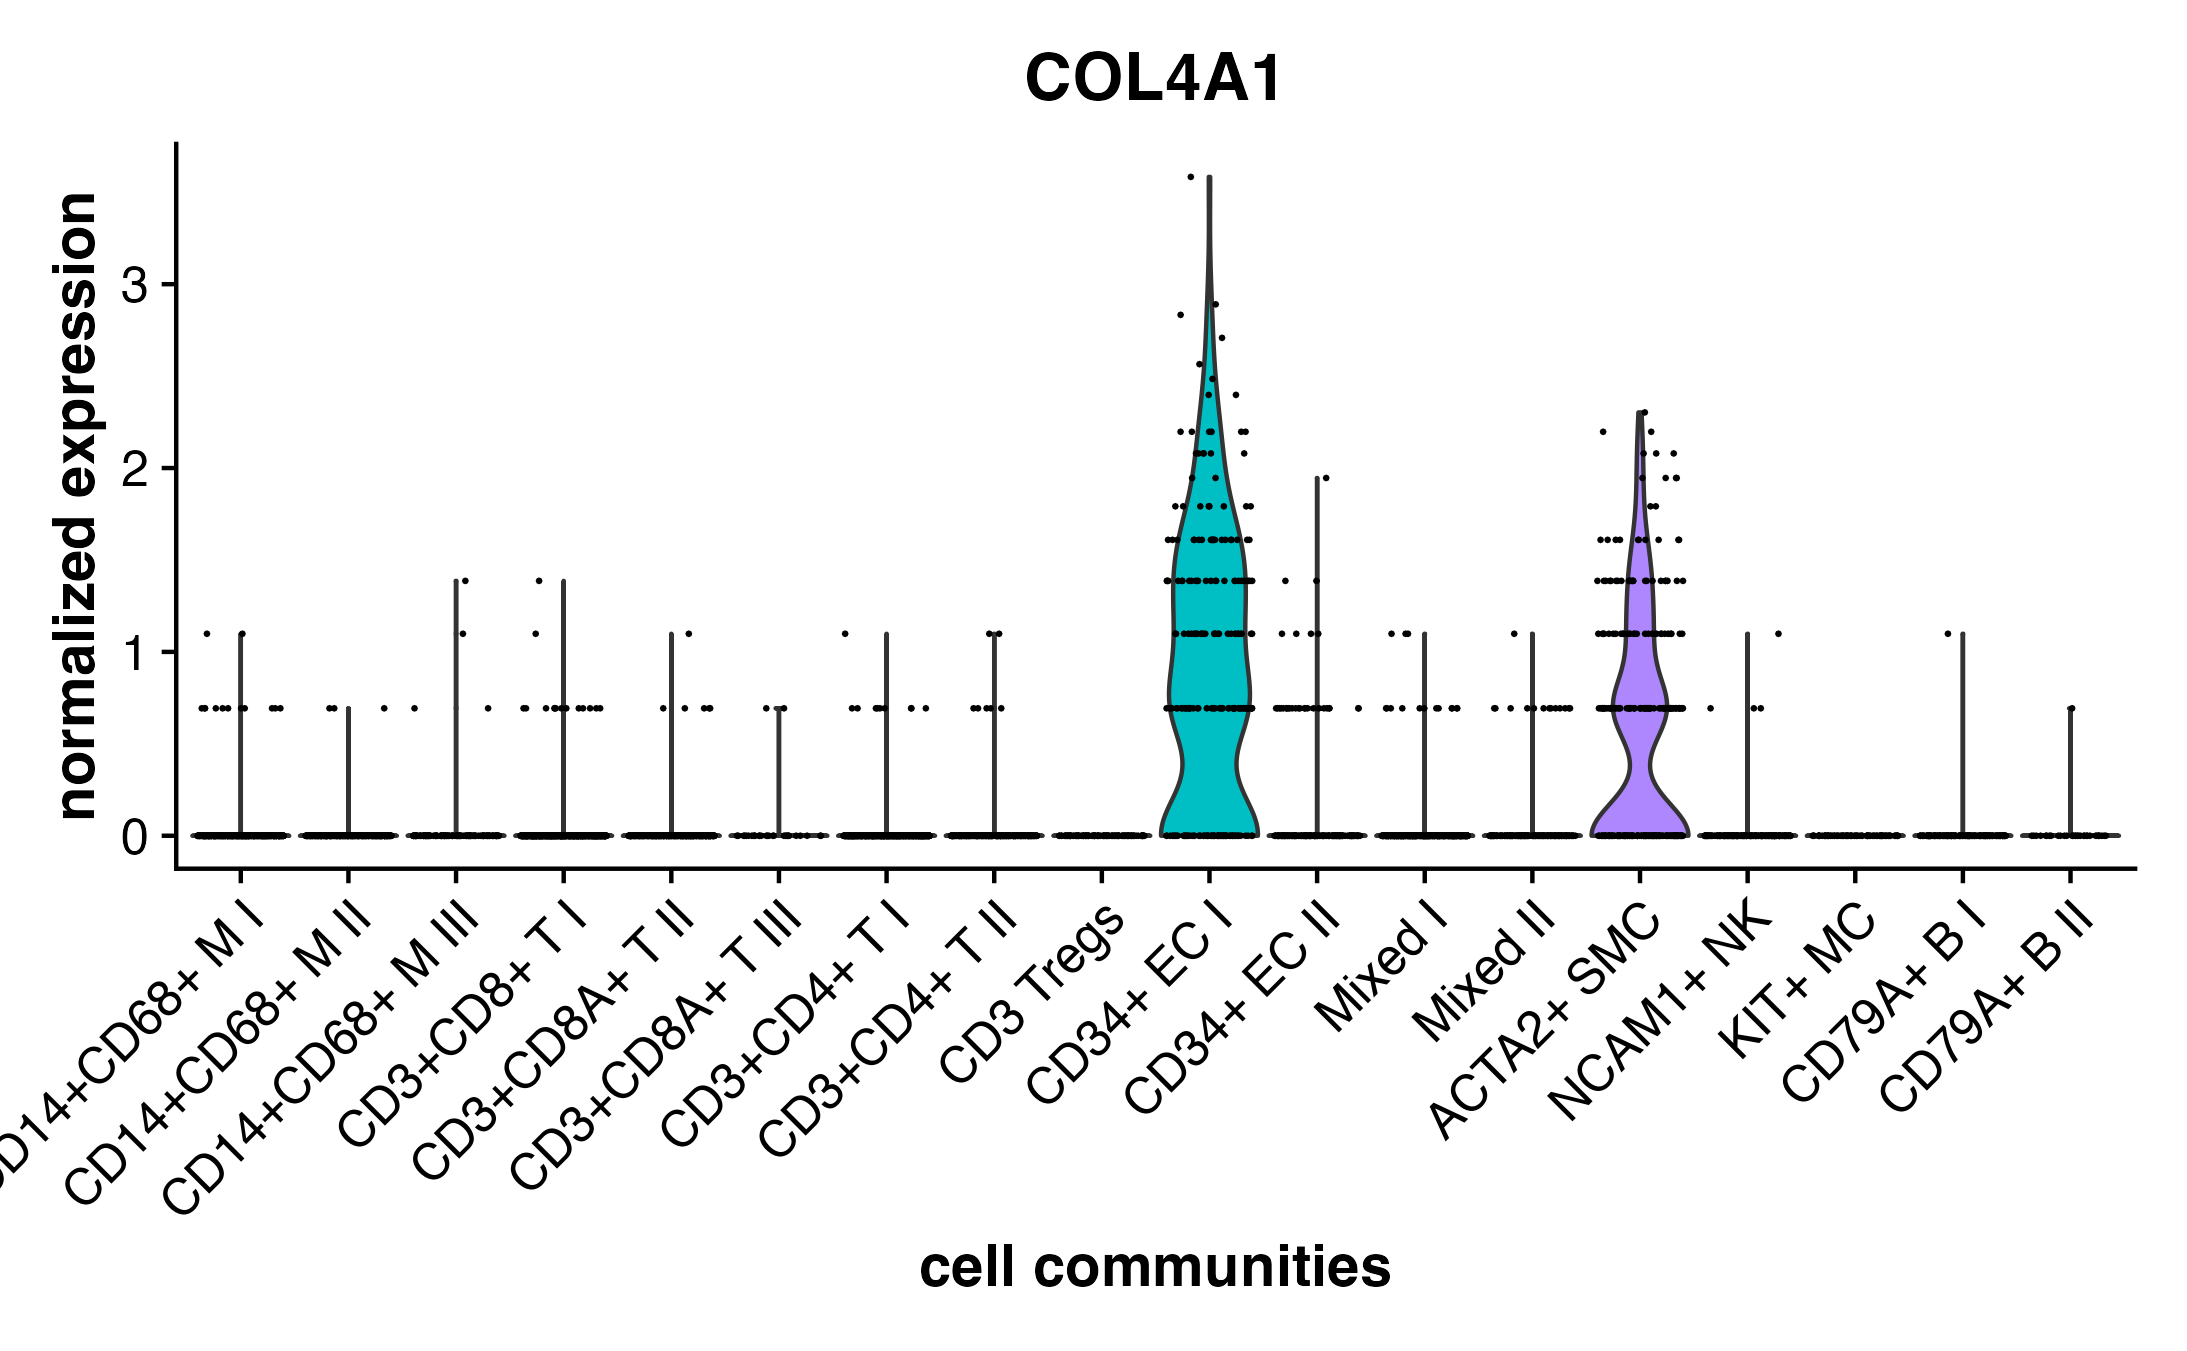 COL4A1
normalized expression
3
2
1
0
CD14+CD68+ M I
CD14+CD68+ M II
CD14+CD68+ M III
CD3+CD8+ T I
CD3+CD8A+ T II
CD3+CD8A+ T III
CD3+CD4+ T I
CD3+CD4+ T II
CD3 Tregs
CD34+ EC I
CD34+ EC II
Mixed I
Mixed II
ACTA2+ SMC
NCAM1+ NK
KIT+ MC
CD79A+ B I
CD79A+ B II
cell communities